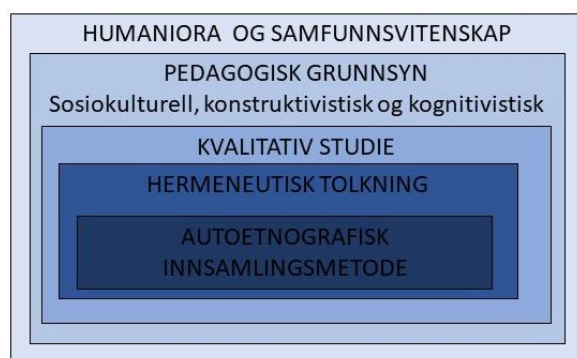 HUMANIORA OG SAMFUNNSVITENSKAP
PEDAGOGISK GRUNNSYN
Sosiokulturell, konstruktivistisk og kognitivistisk
KVALITATIV STUDIE
HERMENEUTISK TOLKNING
AUTOETNOGRAFISK
INNSAMLINGSMETODE